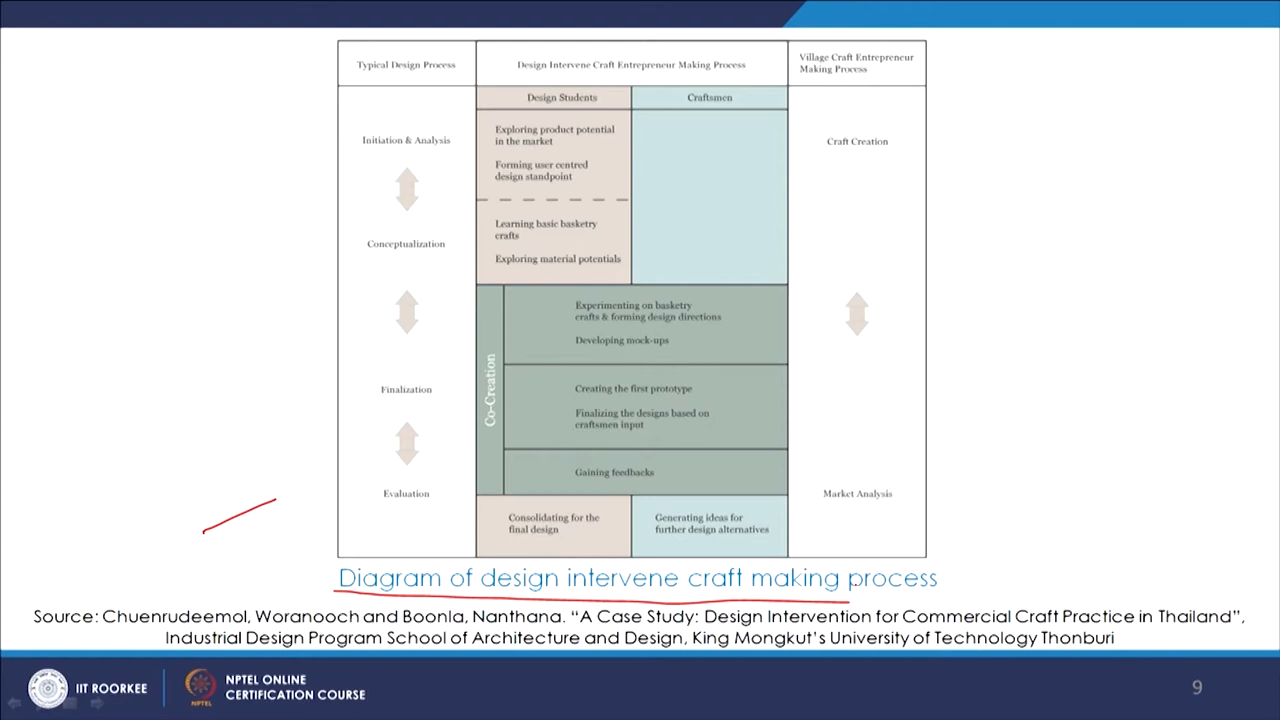 Typical Design Process
Design Intervene Craft Entrepreneur Making Process
Village Craft Entrepreneur
Making Process
Design Students
Craftsmen
Initiation & Analysis
Exploring product potential
in the market
Forming user centred
design standpoint
Craft Creation
Conceptualization
Learning basic basketry
crafts
Exploring material potentials
Co-Creation
Experimenting on basketry
crafts & forming design directions
Developing mock-ups
Finalization
Creating the first prototype
Finalizing the designs based on
craftsmen input
Gaining feedbacks
Evaluation
Market Analysis
Consolidating for the
final design
Generating ideas for
further design alternatives
Diagram of design intervene craft making process
Source: Chuenrudeemol, Woranooch and Boonla, Nanthana. “A Case Study: Design Intervention for Commercial Craft Practice in Thailand”,
Industrial Design Program School of Architecture and Design, King Mongkut’s University of Technology Thonburi
IIT ROORKEE
NPTEL
NPTEL ONLINE
CERTIFICATION COURSE
9